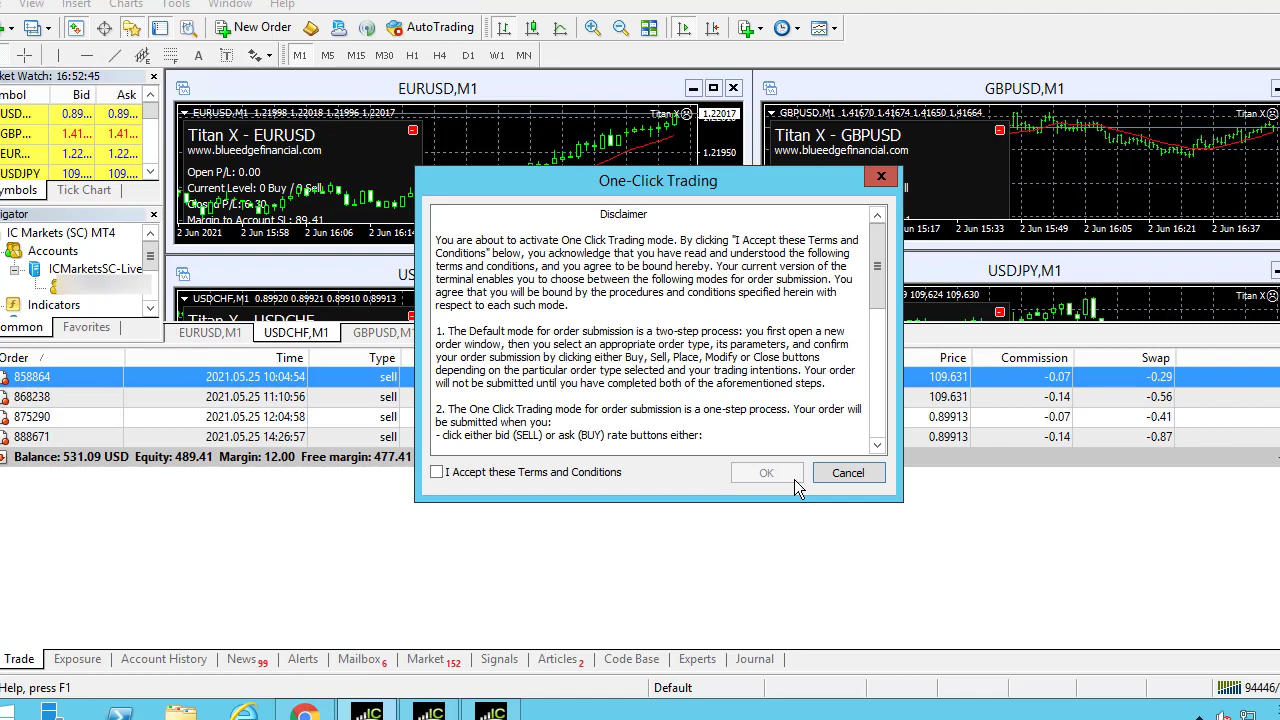 View Insert Charts Tools Window Help
New Order AutoTrading
M1 M5 M15 M30 H1 H4 D1 W1 MN
ket Watch: 16:52:45
mbol Bid Ask
USD... 0.89... 0.89...
GBP... 1.41... 1.41...
EUR... 1.22... 1.22...
USDJPY 109.... 109....
ymbols Tick Chart
avigator
IC Markets (SC) MT4
Accounts
ICMarketsSC-Live
Indicators
ommon Favorites
EURUSD,M1
EURUSD,M1 1.21998 1.22018 1.21996 1.22017
Titan X
1.22017
1.21950
Titan X - EURUSD
www.blueedgefinancial.com
Open P/L: 0.00
Current Level: 0 Buy / 0 Sell
Closed P/L: 6.30
Margin to Account SL : 89.41
2 Jun 2021 2 Jun 15:58 2 Jun 16:06 2 Jun 16:14
GBPUSD,M1
GBPUSD,M1 1.41670 1.41674 1.41650 1.41664
Titan X
Titan X - GBPUSD
www.blueedgefinancial.com
15:17 2 Jun 15:32 2 Jun 15:52 2 Jun 16:21 2 Jun 16:37
US
USDCHF,M1 0.89920 0.89921 0.89910 0.89913
Titan X - USDCHF
USDJPY,M1
109.624 109.630
Titan X
EURUSD,M1 USDCHF,M1 GBPUSD,M1
One-Click Trading
Disclaimer
You are about to activate One Click Trading mode. By clicking "I Accept these Terms and
Conditions" below, you acknowledge that you have read and understood the following
terms and conditions, and you agree to be bound hereby. Your current version of the
terminal enables you to choose between the following modes for order submission. You
agree that you will be bound by the procedures and conditions specified herein with
respect to each such mode.
1. The Default mode for order submission is a two-step process: you first open a new
order window, then you select an appropriate order type, its parameters, and confirm
your order submission by clicking either Buy, Sell, Place, Modify or Close buttons
depending on the particular order type selected and your trading intentions. Your order
will not be submitted until you have completed both of the aforementioned steps.
2. The One Click Trading mode for order submission is a one-step process. Your order will
be submitted when you:
- click either bid (SELL) or ask (BUY) rate buttons either:
I Accept these Terms and Conditions
OK Cancel
Order Time Type Price Commission Swap
858864 2021.05.25 10:04:54 sell 109.631 -0.07 -0.29
868238 2021.05.25 11:10:56 sell 109.631 -0.14 -0.56
875290 2021.05.25 12:04:58 sell 0.89913 -0.07 -0.41
888671 2021.05.25 14:26:57 sell 0.89913 -0.14 -0.87
Balance: 531.09 USD Equity: 489.41 Margin: 12.00 Free margin: 477.41
Trade Exposure Account History News 99 Alerts Mailbox 6 Market 152 Signals Articles 2 Code Base Experts Journal
Help, press F1 Default 94446/
IC IC IC